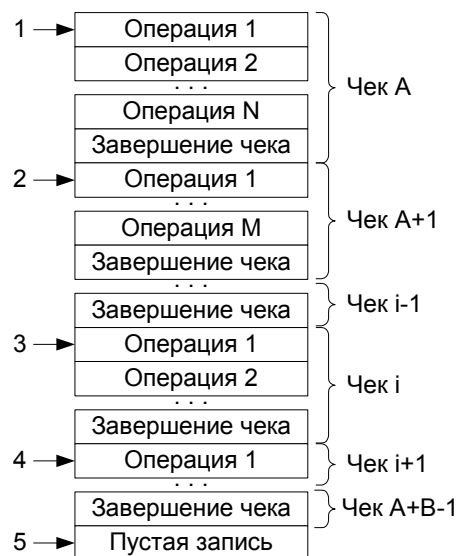 1 Операция 1
Операция 2
. . .
Операция N
Завершение чека
Чек A
2 Операция 1
. . .
Операция M
Завершение чека
Чек A+1
. . .
Завершение чека
Чек i-1
3 Операция 1
Операция 2
. . .
Завершение чека
Чек i
4 Операция 1
Чек i+1
. . .
Завершение чека
Чек A+B-1
5 Пустая запись